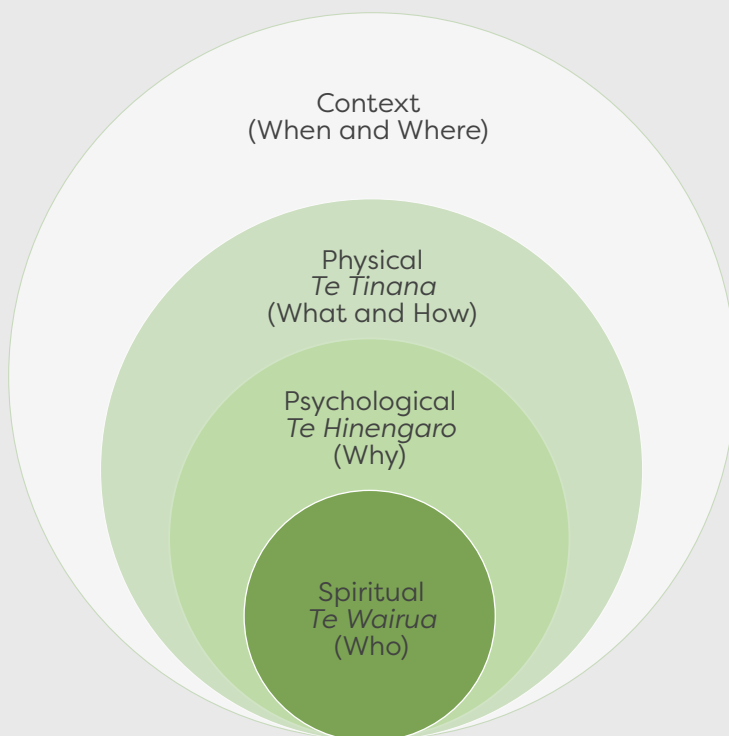 Context
(When and Where)
Physical
Te Tinana
(What and How)
Psychological
Te Hinengaro
(Why)
Spiritual
Te Wairua
(Who)